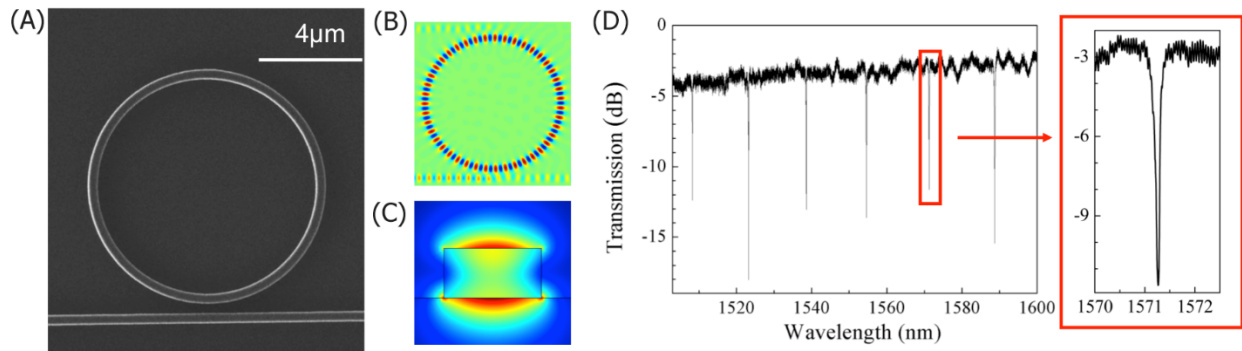 (A)
4μm
(B)
(C)
(D)
0
-5
-10
-15
Transmission (dB)
1520
1540
1560
1580
1600
Wavelength (nm)
-3
-6
-9
1570
1571
1572